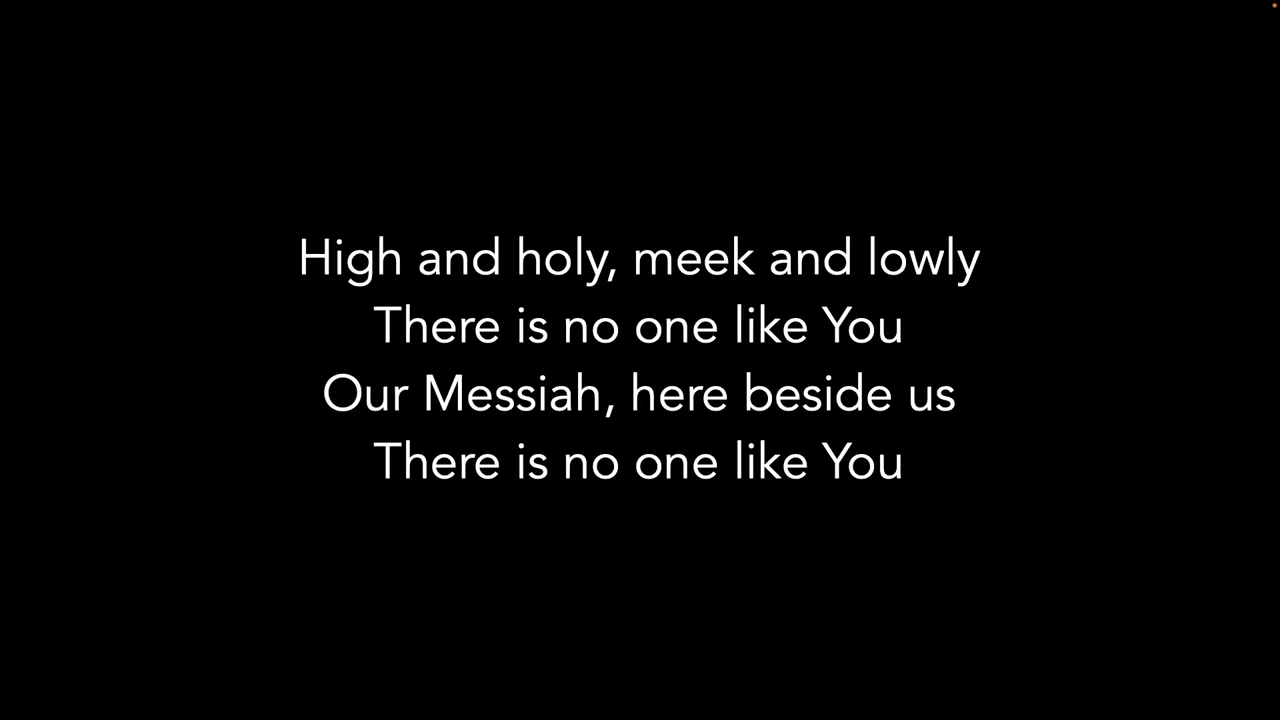 High and holy, meek and lowly
There is no one like You
Our Messiah, here beside us
There is no one like You